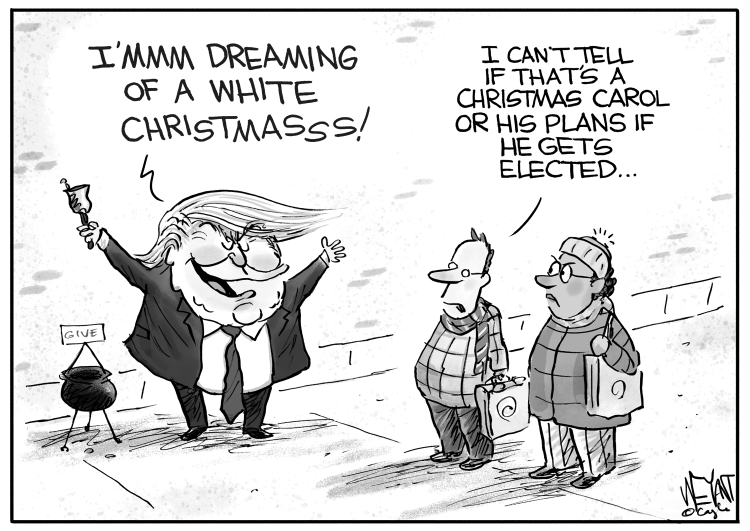 I'MMM DREAMING
OF A WHITE
CHRISTMASSS!
I CAN'T TELL
IF THAT'S A
CHRISTMAS CAROL
OR HIS PLANS IF
HE GETS
ELECTED...
GIVE
WEYANT